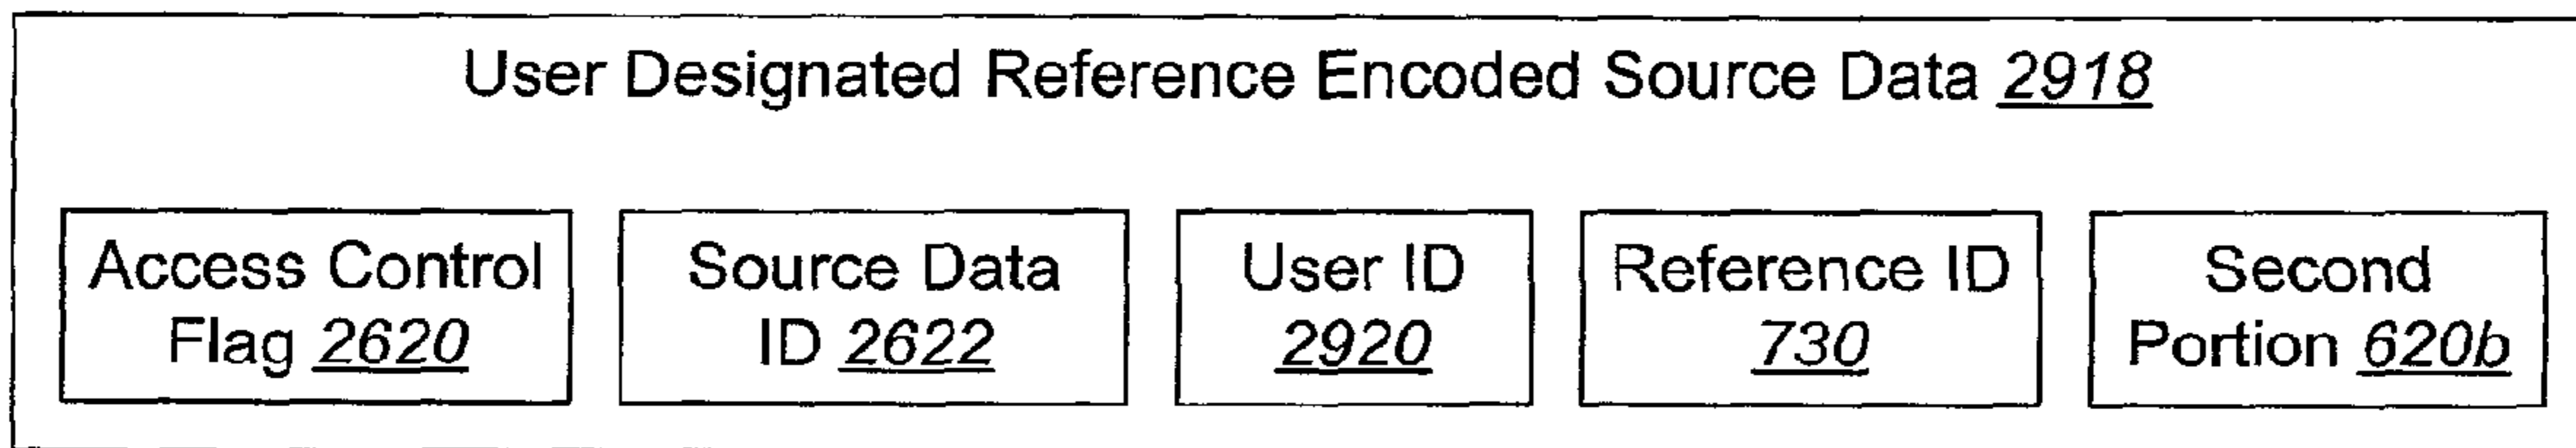 User Designated Reference Encoded Source Data 2918
Access Control
Flag 2620
Source Data
ID 2622
User ID
2920
Reference ID
730
Second
Portion 620b